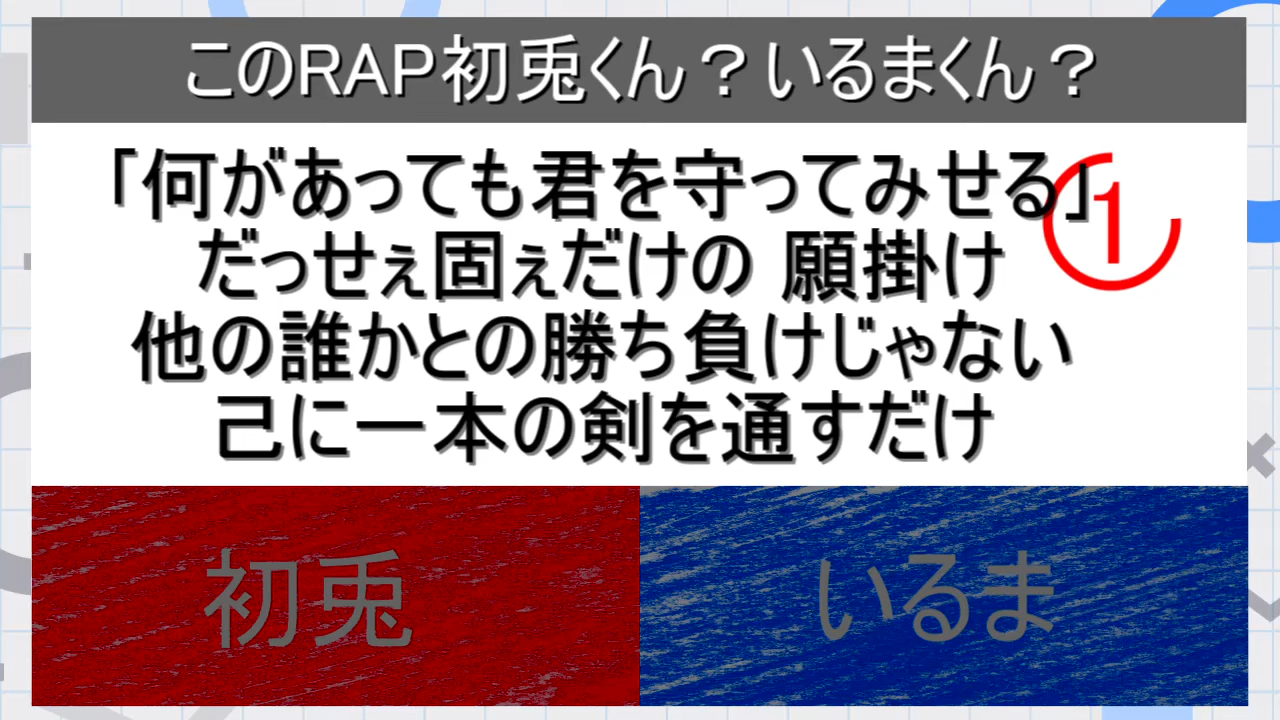 このRAP初兎くん？いるまくん？
「何があっても君を守ってみせる」
1
だっせぇ固ぇだけの 願掛け
他の誰かとの勝ち負けじゃない
己に一本の剣を通すだけ
初兎
いるま